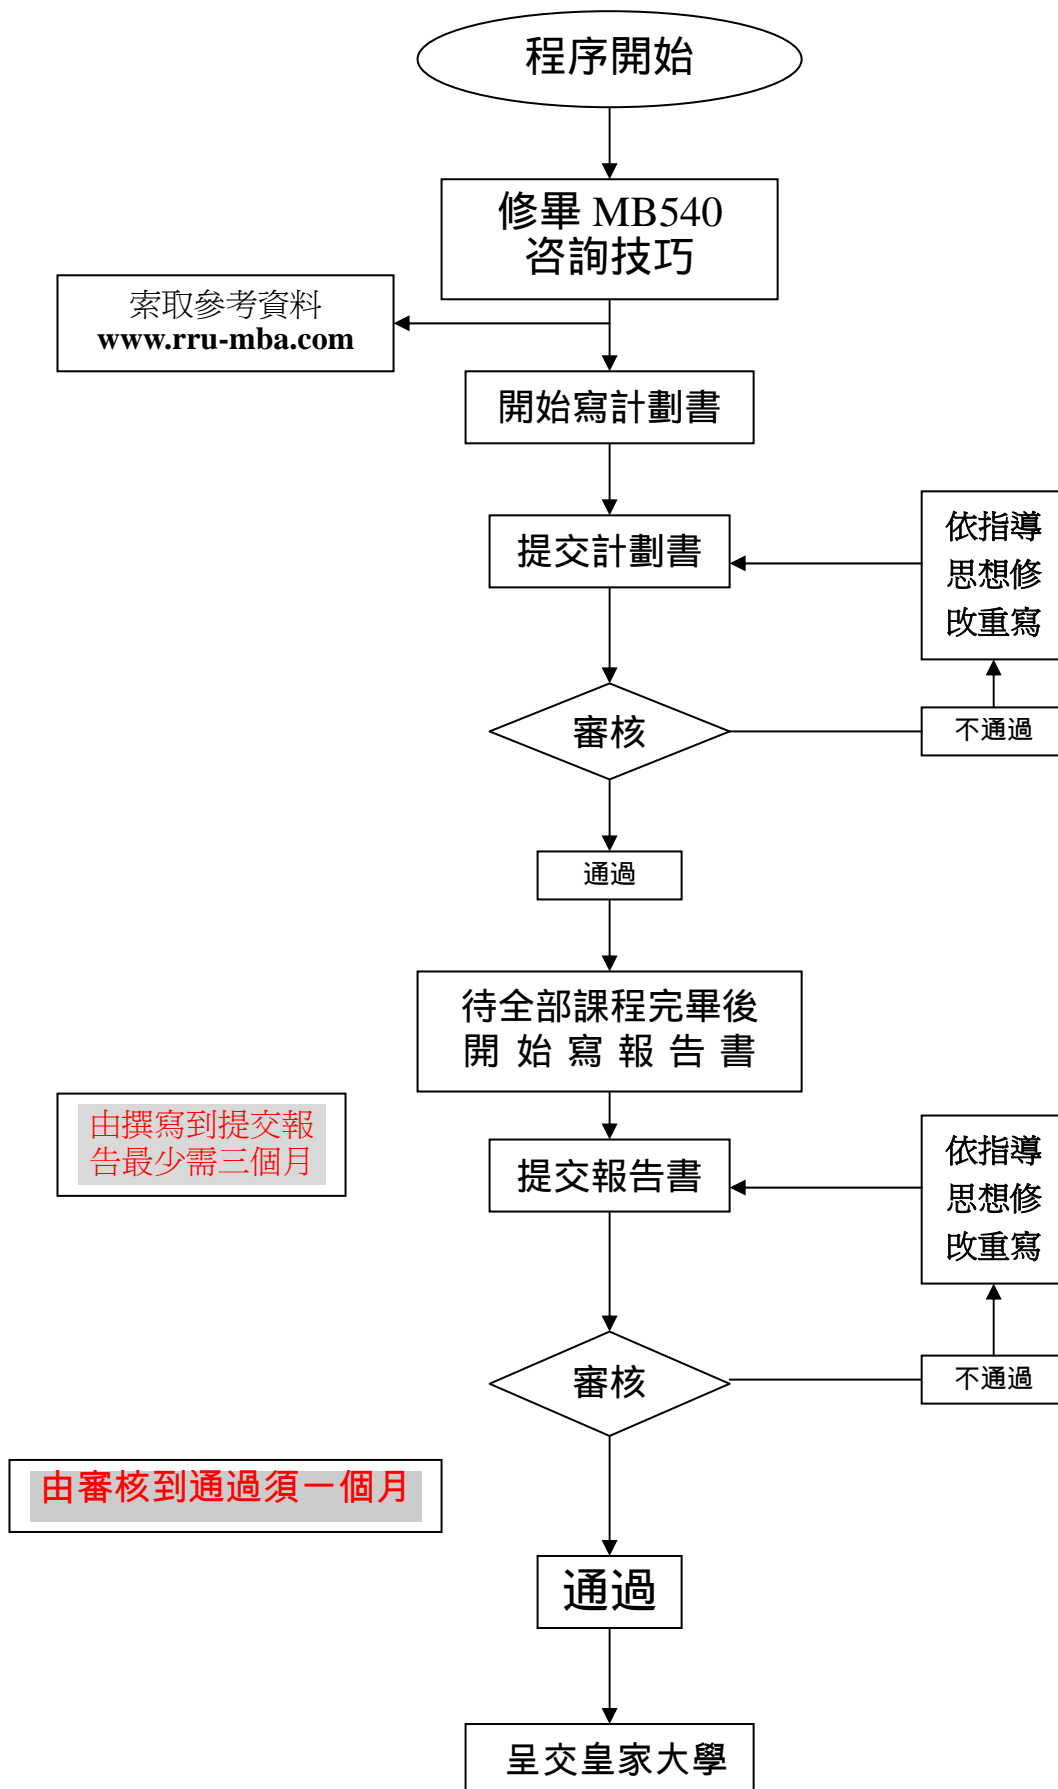 程序開始
修畢 MB540
咨詢技巧
索取參考資料
www.rru-mba.com
開始寫計劃書
提交計劃書
依指導
思想修
改重寫
審核
不通過
通過
待全部課程完畢後
開 始 寫 報 告 書
由撰寫到提交報
告最少需三個月
提交報告書
依指導
思想修
改重寫
審核
不通過
由審核到通過須一個月
通過
呈交皇家大學